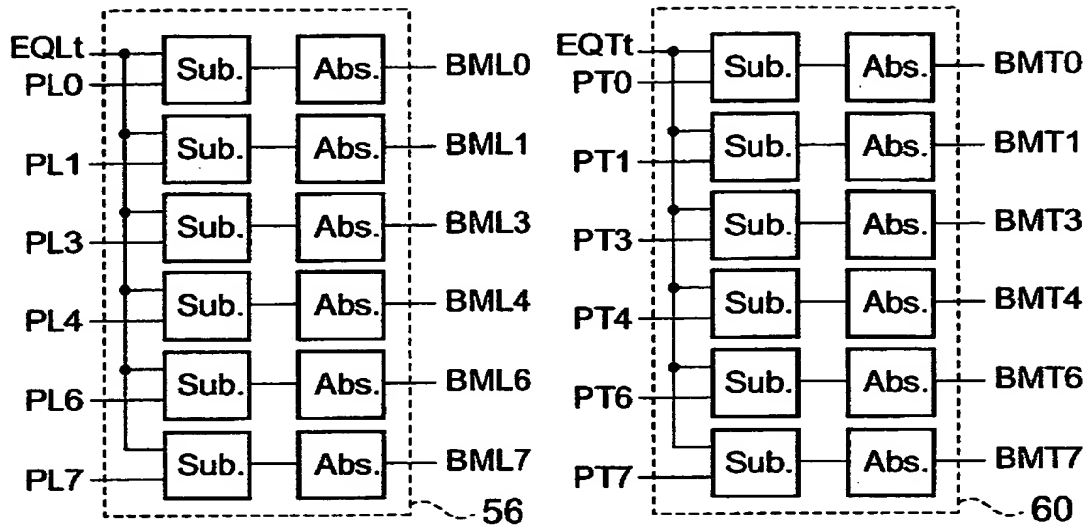 EQLt
PL0
Sub.
Abs.
BML0
PL1
Sub.
Abs.
BML1
PL3
Sub.
Abs.
BML3
PL4
Sub.
Abs.
BML4
PL6
Sub.
Abs.
BML6
PL7
Sub.
Abs.
BML7
56
EQTt
PT0
Sub.
Abs.
BMT0
PT1
Sub.
Abs.
BMT1
PT3
Sub.
Abs.
BMT3
PT4
Sub.
Abs.
BMT4
PT6
Sub.
Abs.
BMT6
PT7
Sub.
Abs.
BMT7
60